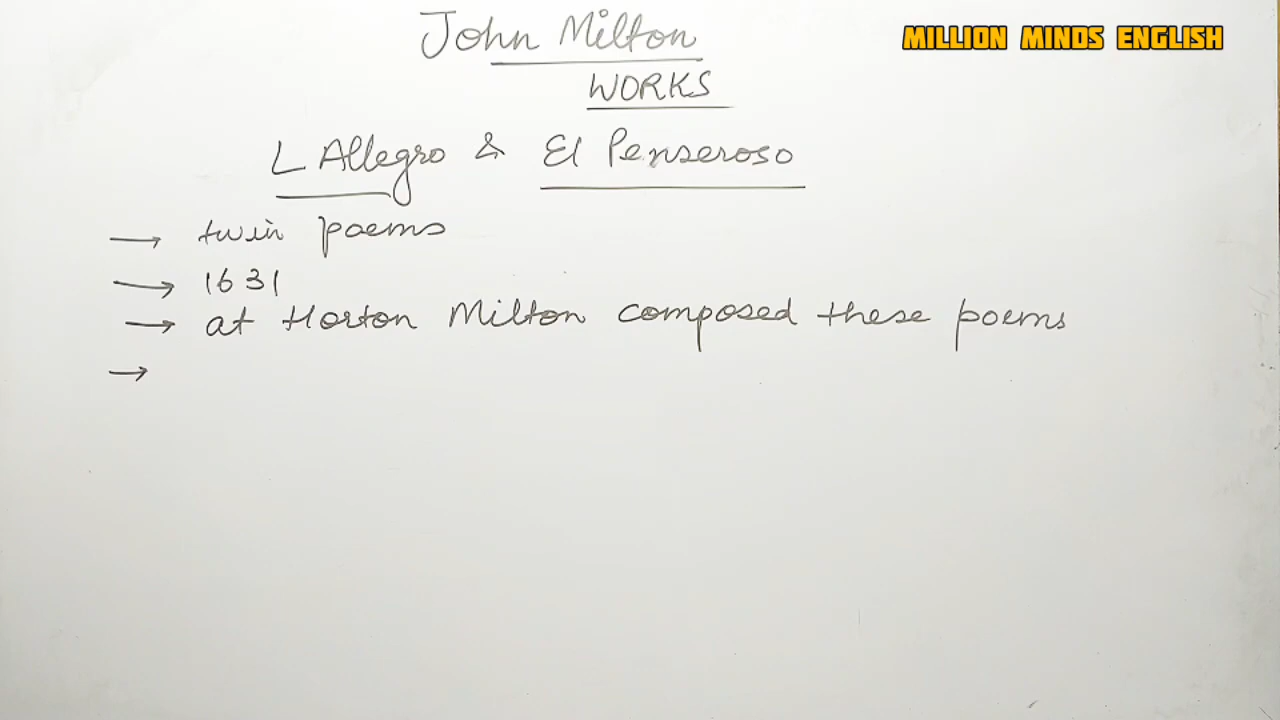 John Milton
MILLION MINDS ENGLISH
WORKS
L Allegro & El Penseroso
→ twin poems
→ 1631
→ at Horton Milton composed these poems
→